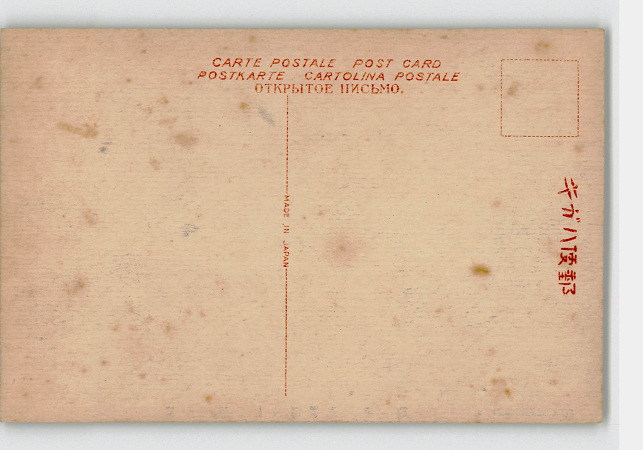 CARTE POSTALE POST CARD
POSTKARTE CARTOLINA POSTALE
ОТКРЫТОЕ ПИСЬМО.
MADE IN JAPAN
キガハ便郵